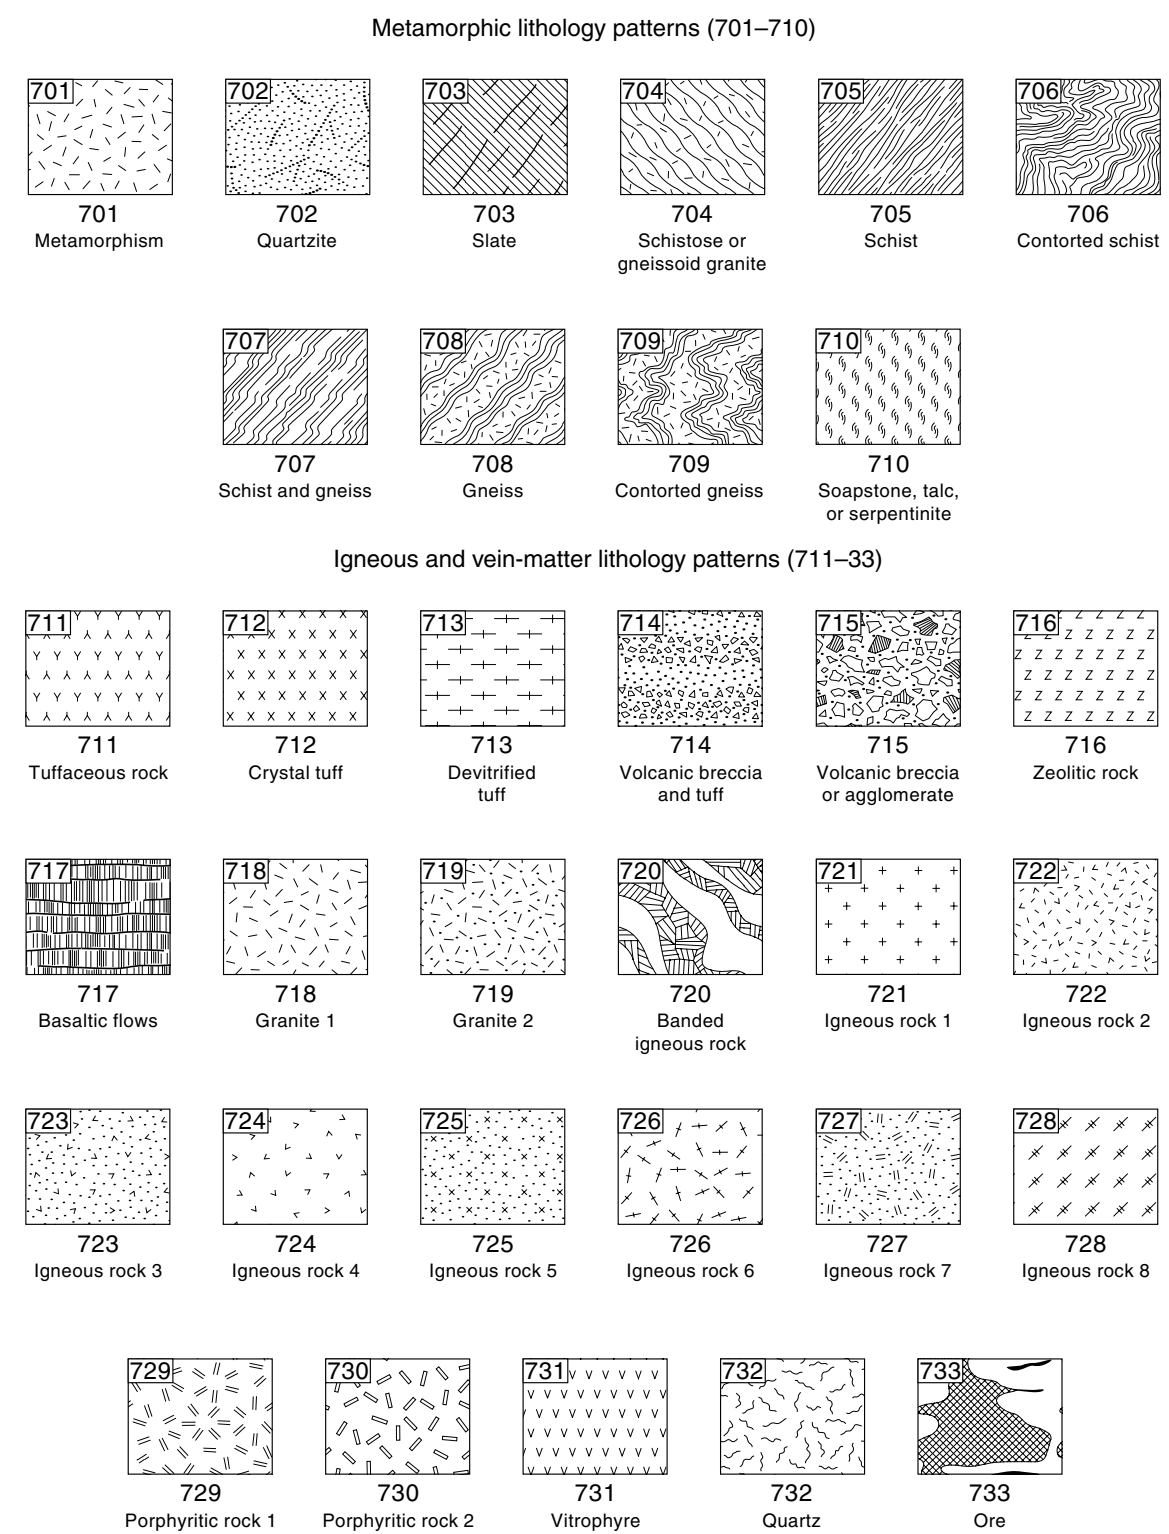 Metamorphic lithology patterns (701–710)
701 702 703 704 705 706
701 702 703 704 705 706
Metamorphism Quartzite Slate Schistose or Schist Contorted schist
gneissoid granite
707 708 709 710
707 708 709 710
Schist and gneiss Gneiss Contorted gneiss Soapstone, talc,
or serpentinite
Igneous and vein-matter lithology patterns (711–33)
711 712 713 714 715 716
711 712 713 714 715 716
Tuffaceous rock Crystal tuff Devitrified Volcanic breccia Volcanic breccia Zeolitic rock
tuff and tuff or agglomerate
717 718 719 720 721 722
717 718 719 720 721 722
Basaltic flows Granite 1 Granite 2 Banded Igneous rock 1 Igneous rock 2
igneous rock
723 724 725 726 727 728
723 724 725 726 727 728
Igneous rock 3 Igneous rock 4 Igneous rock 5 Igneous rock 6 Igneous rock 7 Igneous rock 8
729 730 731 732 733
729 730 731 732 733
Porphyritic rock 1 Porphyritic rock 2 Vitrophyre Quartz Ore